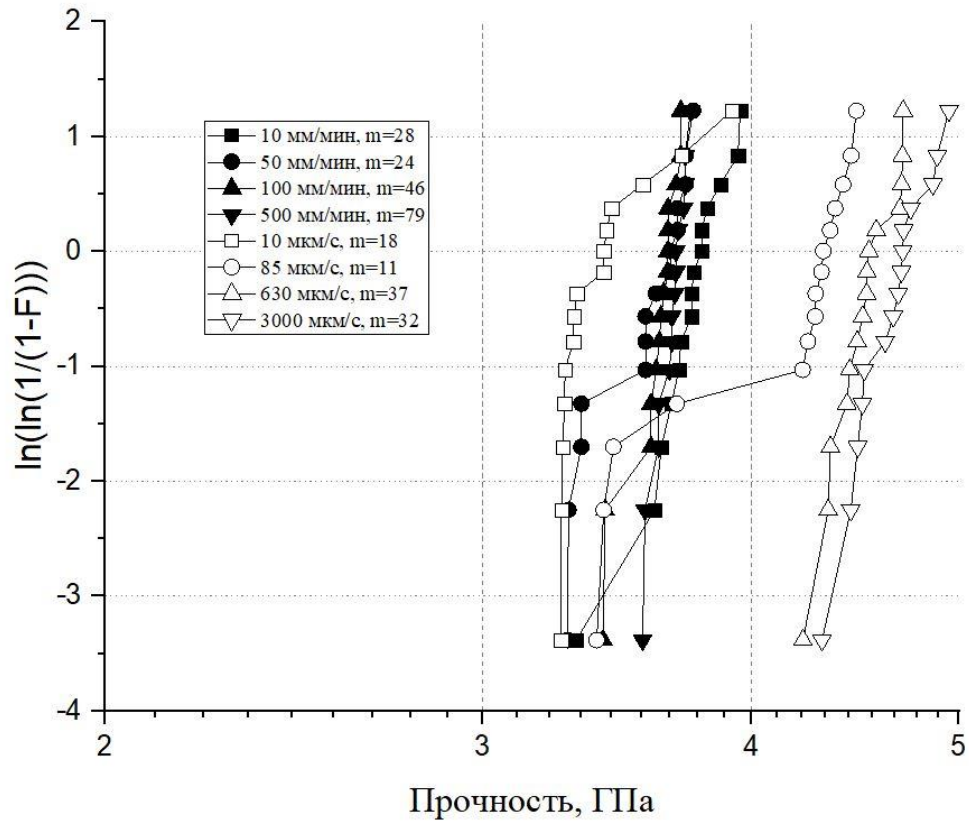 2
1
0
-1
-2
-3
-4
ln(ln(1/(1-F)))
10 мм/мин, m=28
50 мм/мин, m=24
100 мм/мин, m=46
500 мм/мин, m=79
10 мкм/с, m=18
85 мкм/с, m=11
630 мкм/с, m=37
3000 мкм/с, m=32
2 3 4 5
Прочность, ГПа